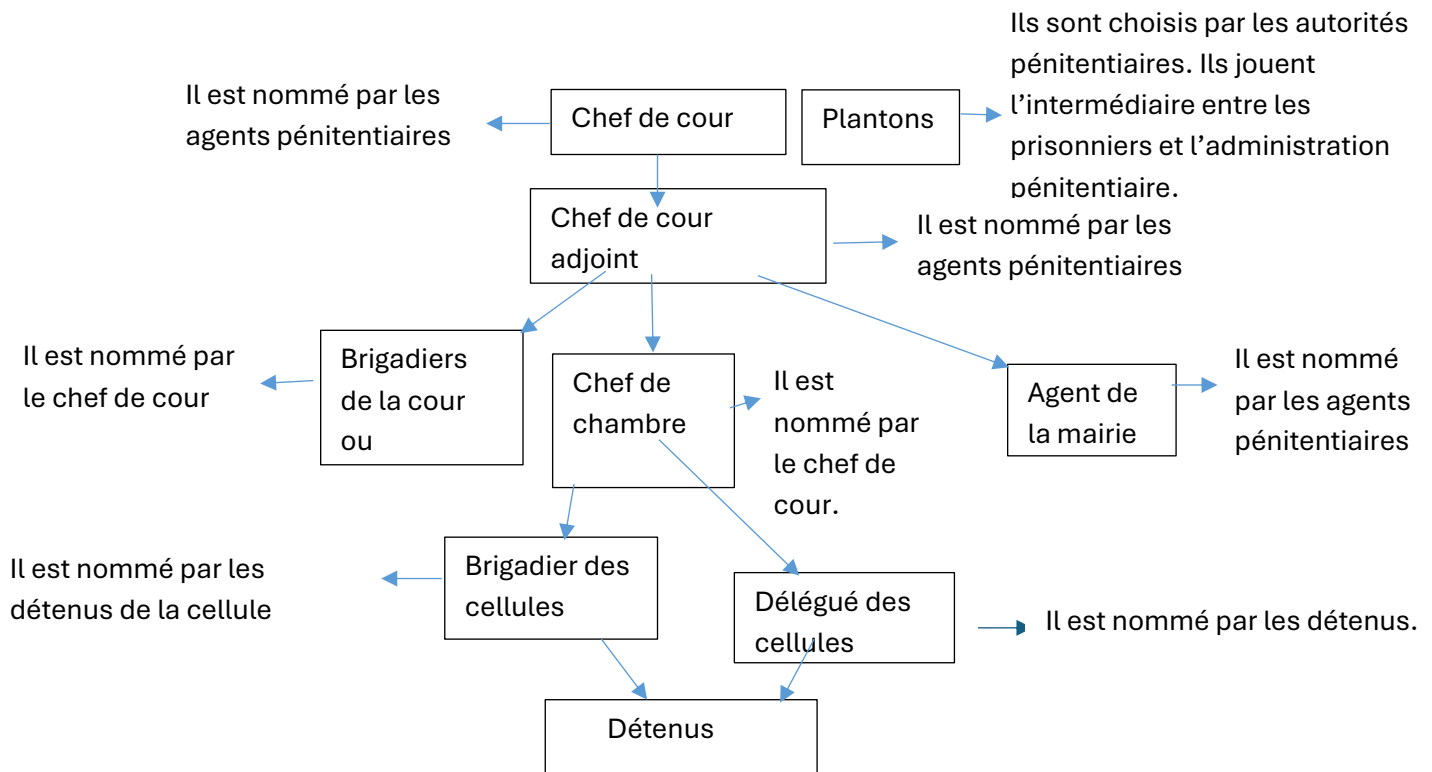 Ils sont choisis par les autorités
pénitentiaires. Ils jouent
l’intermédiaire entre les
prisonniers et l’administration
pénitentiaire.
Il est nommé par les
agents pénitentiaires
Chef de cour
Plantons
Chef de cour
adjoint
Il est nommé par les
agents pénitentiaires
Il est nommé par
le chef de cour
Brigadiers
de la cour
ou
Chef de
chambre
Il est
nommé par
le chef de
cour.
Agent de
la mairie
Il est nommé
par les agents
pénitentiaires
Il est nommé par les
détenus de la cellule
Brigadier des
cellules
Délégué des
cellules
Il est nommé par les détenus.
Détenus